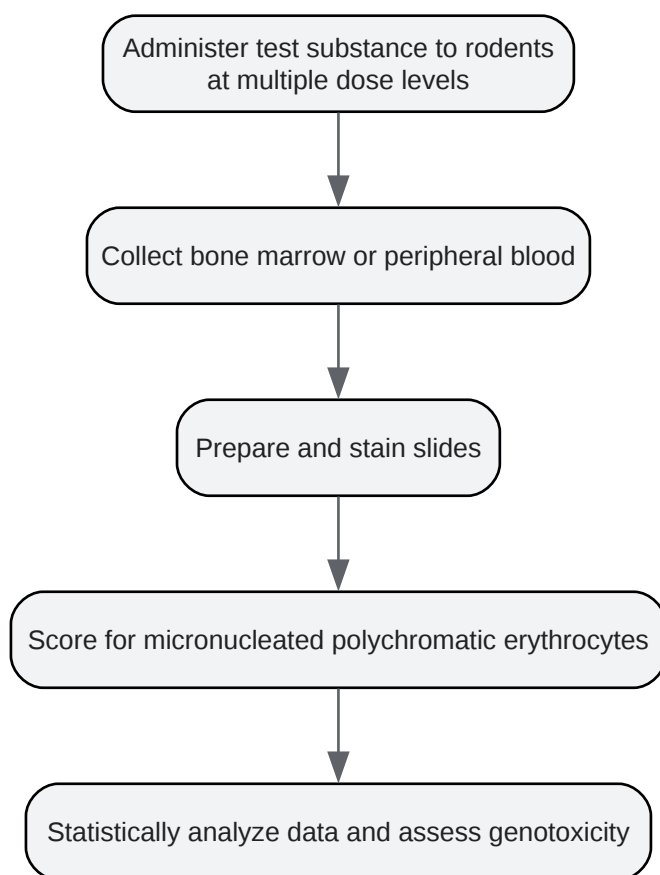 Administer test substance to rodents
at multiple dose levels
Collect bone marrow or peripheral blood
Prepare and stain slides
Score for micronucleated polychromatic erythrocytes
Statistically analyze data and assess genotoxicity